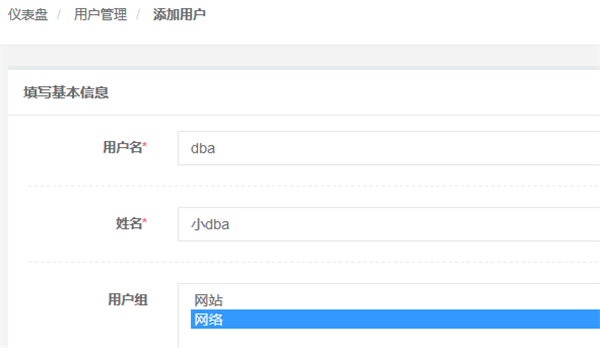 仪表盘 / 用户管理 / 添加用户
填写基本信息
用户名* dba
姓名* 小dba
用户组 网站
网络